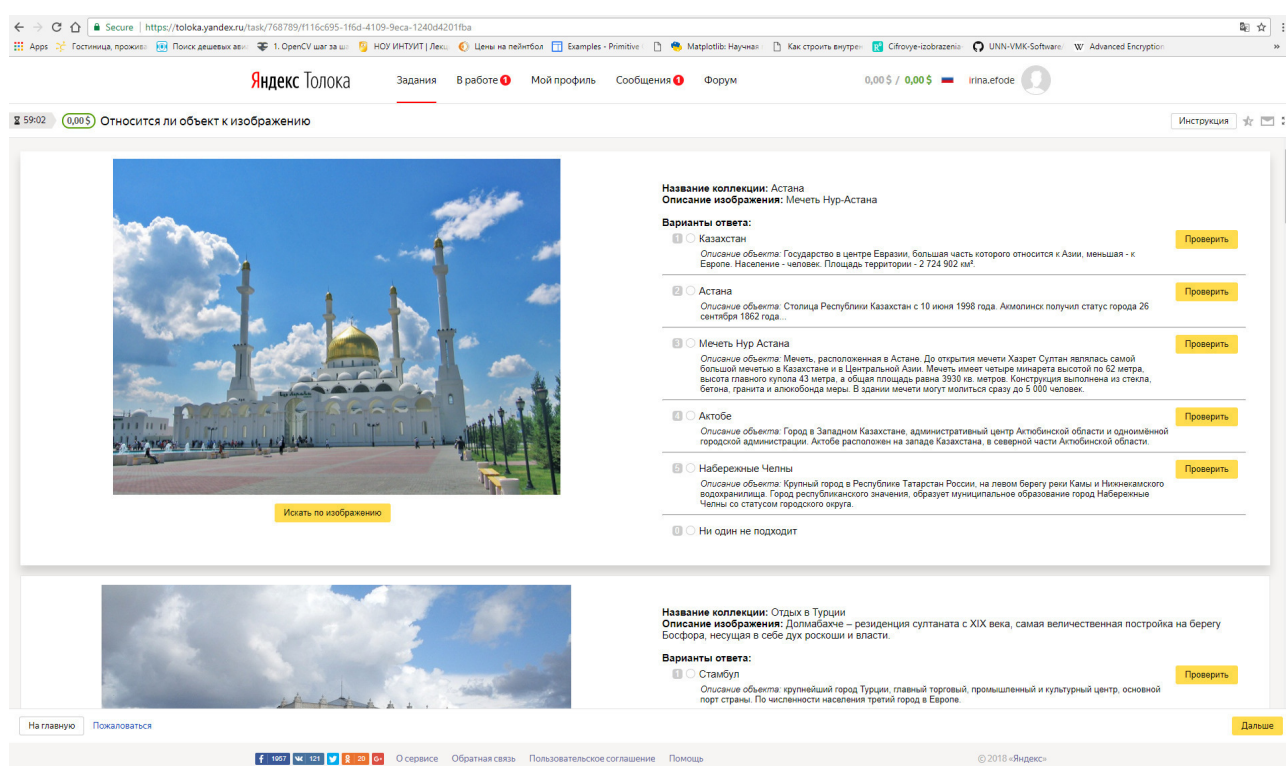 Secure | https://toloka.yandex.ru/task/768789/f116c695-1f6d-4109-9eca-1240d4201fba
Apps Гостиница, прожива Поиск дешевых ави 1. OpenCV шаг за ша НОУ ИНТУИТ | Лекц Цены на пейнтбол Examples - Primitive Matplotlib: Научная Как строить внутрен Cifrovye-izobrazenia- UNN-VMK-Software/ Advanced Encryption »
Яндекс Толока Задания В работе 1 Мой профиль Сообщения 1 Форум 0,00 $ / 0,00 $ irina.efode
59:02 0,00 $ Относится ли объект к изображению Инструкция
Название коллекции: Астана
Описание изображения: Мечеть Нур-Астана
Варианты ответа:
1 Казахстан Проверить
Описание объекта: Государство в центре Евразии, большая часть которого относится к Азии, меньшая - к
Европе. Население - человек. Площадь территории - 2 724 902 км².
2 Астана Проверить
Описание объекта: Столица Республики Казахстан с 10 июня 1998 года. Акмолинск получил статус города 26
сентября 1862 года...
3 Мечеть Нур Астана Проверить
Описание объекта: Мечеть, расположенная в Астане. До открытия мечети Хазрет Султан являлась самой
большой мечетью в Казахстане и в Центральной Азии. Мечеть имеет четыре минарета высотой по 62 метра,
высота главного купола 43 метра, а общая площадь равна 3930 кв. метров. Конструкция выполнена из стекла,
бетона, гранита и алюкобонда меры. В здании мечети могут молиться сразу до 5 000 человек.
4 Актобе Проверить
Описание объекта: Город в Западном Казахстане, административный центр Актюбинской области и одноимённой
городской администрации. Актобе расположен на западе Казахстана, в северной части Актюбинской области.
5 Набережные Челны Проверить
Описание объекта: Крупный город в Республике Татарстан России, на левом берегу реки Камы и Нижнекамского
водохранилища. Город республиканского значения, образует муниципальное образование город Набережные
Челны со статусом городского округа.
0 Ни один не подходит
Искать по изображению
Название коллекции: Отдых в Турции
Описание изображения: Долмабахче – резиденция султаната с XIX века, самая величественная постройка на берегу
Босфора, несущая в себе дух роскоши и власти.
Варианты ответа:
1 Стамбул Проверить
Описание объекта: крупнейший город Турции, главный торговый, промышленный и культурный центр, основной
порт страны. По численности населения третий город в Европе.
На главную Пожаловаться Дальше
1957 121 20 О сервисе Обратная связь Пользовательское соглашение Помощь © 2018 «Яндекс»